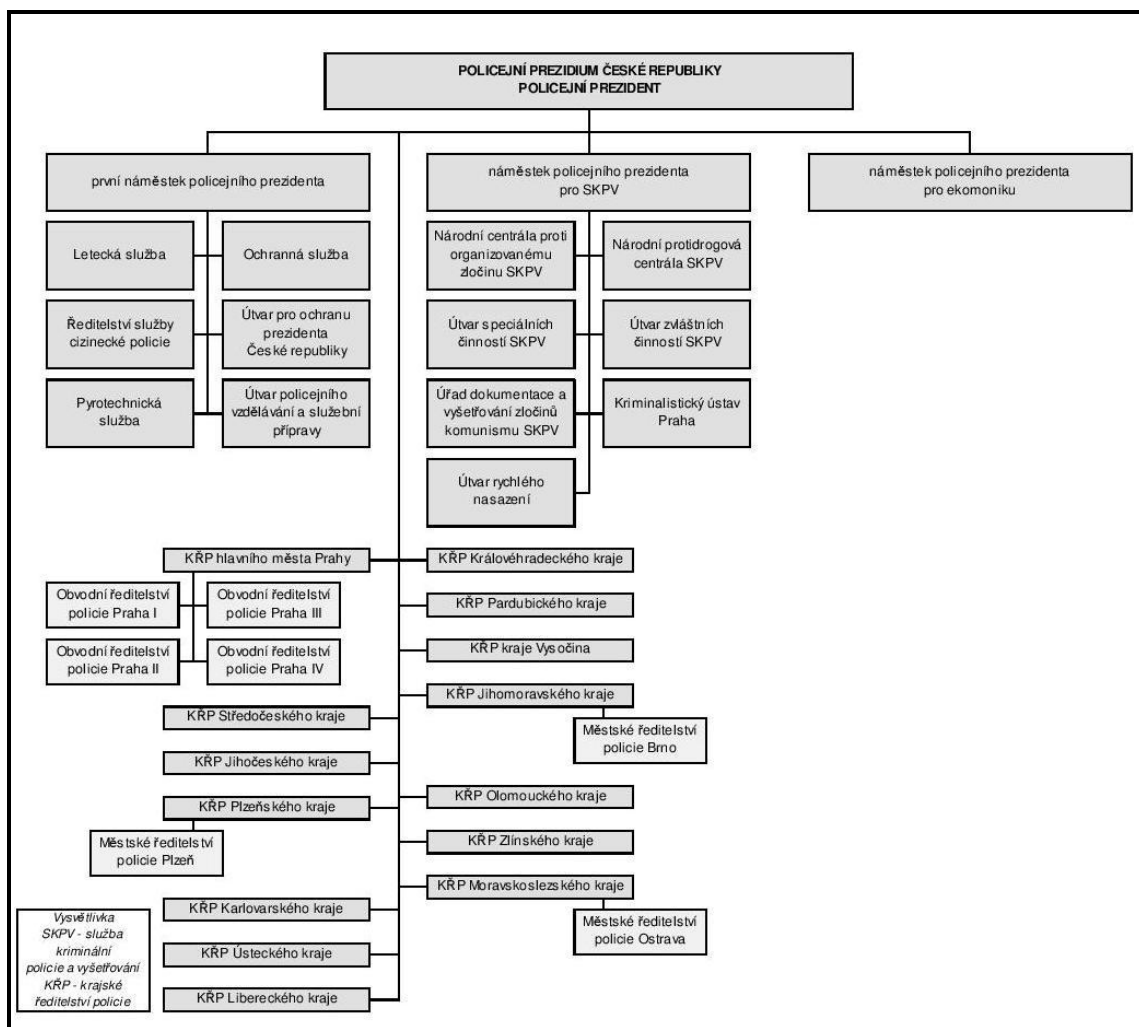 POLICEJNÍ PREZIDIUM ČESKÉ REPUBLIKY
POLICEJNÍ PREZIDENT
první náměstek policejního prezidenta
náměstek policejního prezidenta
pro SKPV
náměstek policejního prezidenta
pro ekomoniku
Letecká služba
Ochranná služba
Ředitelství služby
cizinecké policie
Útvar pro ochranu
prezidenta
České republiky
Pyrotechnická
služba
Útvar policejního
vzdělávání a služební
přípravy
Národní centrála proti
organizovanému
zločinu SKPV
Národní protidrogová
centrála SKPV
Útvar speciálních
činností SKPV
Útvar zvláštních
činností SKPV
Úřad dokumentace a
vyšetřování zločinů
komunismu SKPV
Kriminalistický ústav
Praha
Útvar rychlého
nasazení
KŘP hlavního města Prahy
Obvodní ředitelství
policie Praha I
Obvodní ředitelství
policie Praha III
Obvodní ředitelství
policie Praha II
Obvodní ředitelství
policie Praha IV
KŘP Středočeského kraje
KŘP Jihočeského kraje
KŘP Plzeňského kraje
Městské ředitelství
policie Plzeň
KŘP Karlovarského kraje
KŘP Ústeckého kraje
KŘP Libereckého kraje
KŘP Královéhradeckého kraje
KŘP Pardubického kraje
KŘP kraje Vysočina
KŘP Jihomoravského kraje
Městské ředitelství
policie Brno
KŘP Olomouckého kraje
KŘP Zlínského kraje
KŘP Moravskoslezského kraje
Městské ředitelství
policie Ostrava
Vysvětlivka
SKPV - služba
kriminální
policie a vyšetřování
KŘP - krajské
ředitelství policie